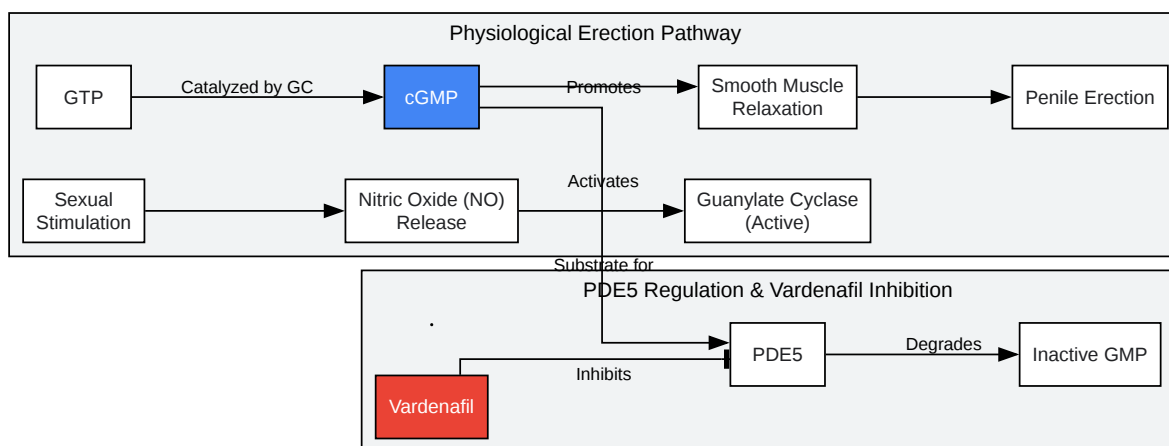 Physiological Erection Pathway
GTP
Catalyzed by GC
cGMP
Promotes
Smooth Muscle
Relaxation
Penile Erection
Sexual
Stimulation
Nitric Oxide (NO)
Release
Activates
Guanylate Cyclase
(Active)
Substrate for
PDE5 Regulation & Vardenafil Inhibition
PDE5
Degrades
Inactive GMP
Inhibits
Vardenafil